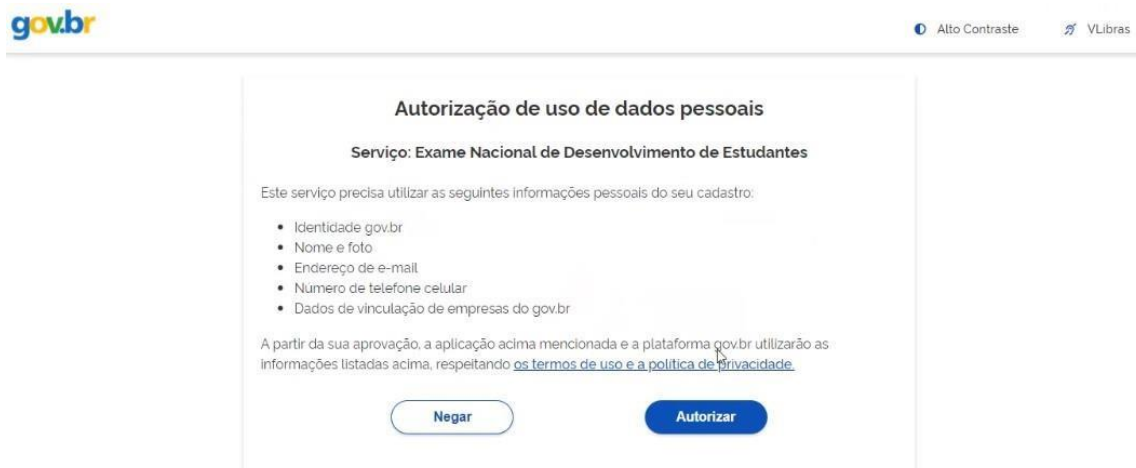 gov.br
Alto Contraste
VLibras
Autorização de uso de dados pessoais
Serviço: Exame Nacional de Desenvolvimento de Estudantes
Este serviço precisa utilizar as seguintes informações pessoais do seu cadastro:
Identidade gov.br
Nome e foto
Endereço de e-mail
Número de telefone celular
Dados de vinculação de empresas do gov.br
A partir da sua aprovação, a aplicação acima mencionada e a plataforma gov.br utilizarão as
informações listadas acima, respeitando os termos de uso e a política de privacidade.
Negar
Autorizar